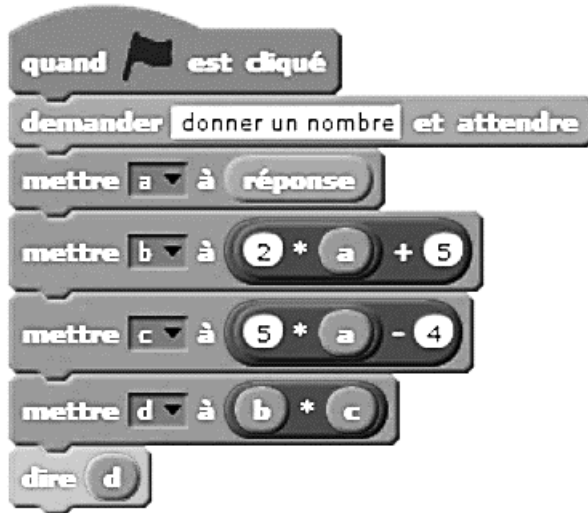 quand est cliqué
demander donner un nombre et attendre
mettre a à réponse
mettre b à 2 * a + 5
mettre c à 5 * a - 4
mettre d à b * c
dire d